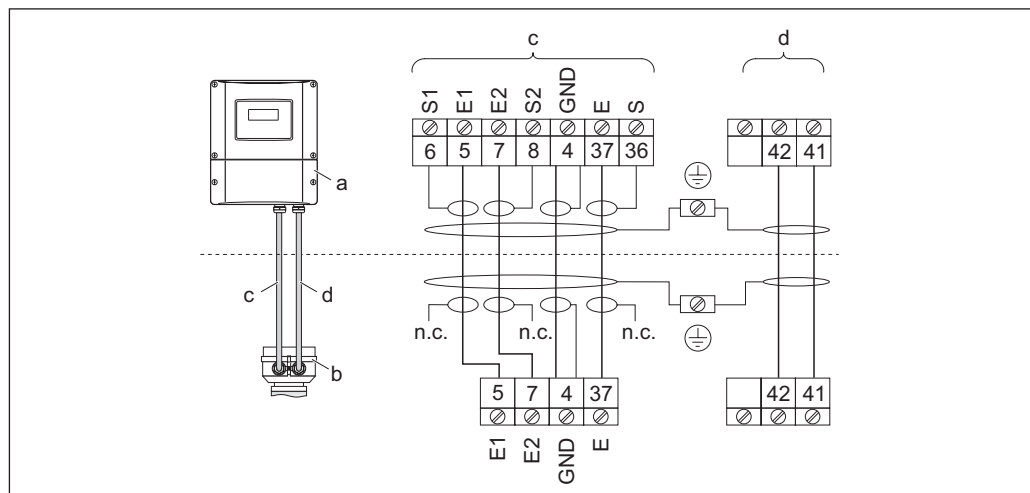 c
d
S1 E1 E2 S2 GND E S
6 5 7 8 4 37 36
42 41
a
c
d
n.c. n.c. n.c.
b
5 7 4 37
42 41
E1 E2 GND E